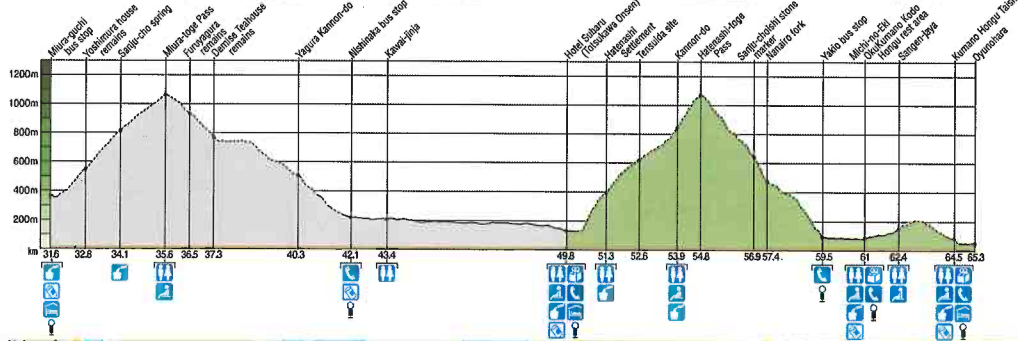 Miura-guchi
bus stop
Yoshimura house
remains
Sanju-cho spring
Miura-toge Pass
Furuyagura
remains
Demise Teahouse
remains
Yagura Kannon-do
Nishinaka bus stop
Kawai-jinja
Hotel Subaru
(Totsukawa Onsen)
Hatenashi
Settlement
Tensuida site
Kannon-do
Hatenashi-toge
Pass
Sanju-choishi stone
marker
Nanairo fork
Yakio bus stop
Michi-no-Eki
OkuKumano Kodo
Hongu rest area
Sangen-jaya
Kumano Hongu
Oyunohara
1200m
1000m
800m
600m
400m
200m
km 31.6 32.8 34.1 35.6 36.5 37.3 40.3 42.1 43.4 49.8 51.3 52.6 53.9 54.8 56.9 57.4 59.5 61 62.4 64.5 65.3